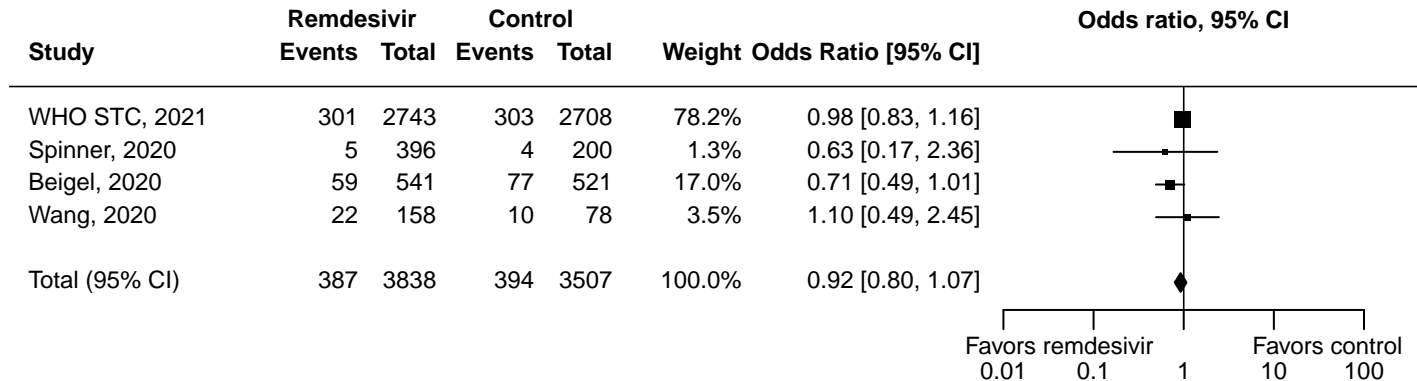 Remdesivir Control Odds ratio, 95% CI
Study Events Total Events Total Weight Odds Ratio [95% CI]
WHO STC, 2021 301 2743 303 2708 78.2% 0.98 [0.83, 1.16]
Spinner, 2020 5 396 4 200 1.3% 0.63 [0.17, 2.36]
Beigel, 2020 59 541 77 521 17.0% 0.71 [0.49, 1.01]
Wang, 2020 22 158 10 78 3.5% 1.10 [0.49, 2.45]
Total (95% CI) 387 3838 394 3507 100.0% 0.92 [0.80, 1.07]
Favors remdesivir Favors control
0.01 0.1 1 10 100